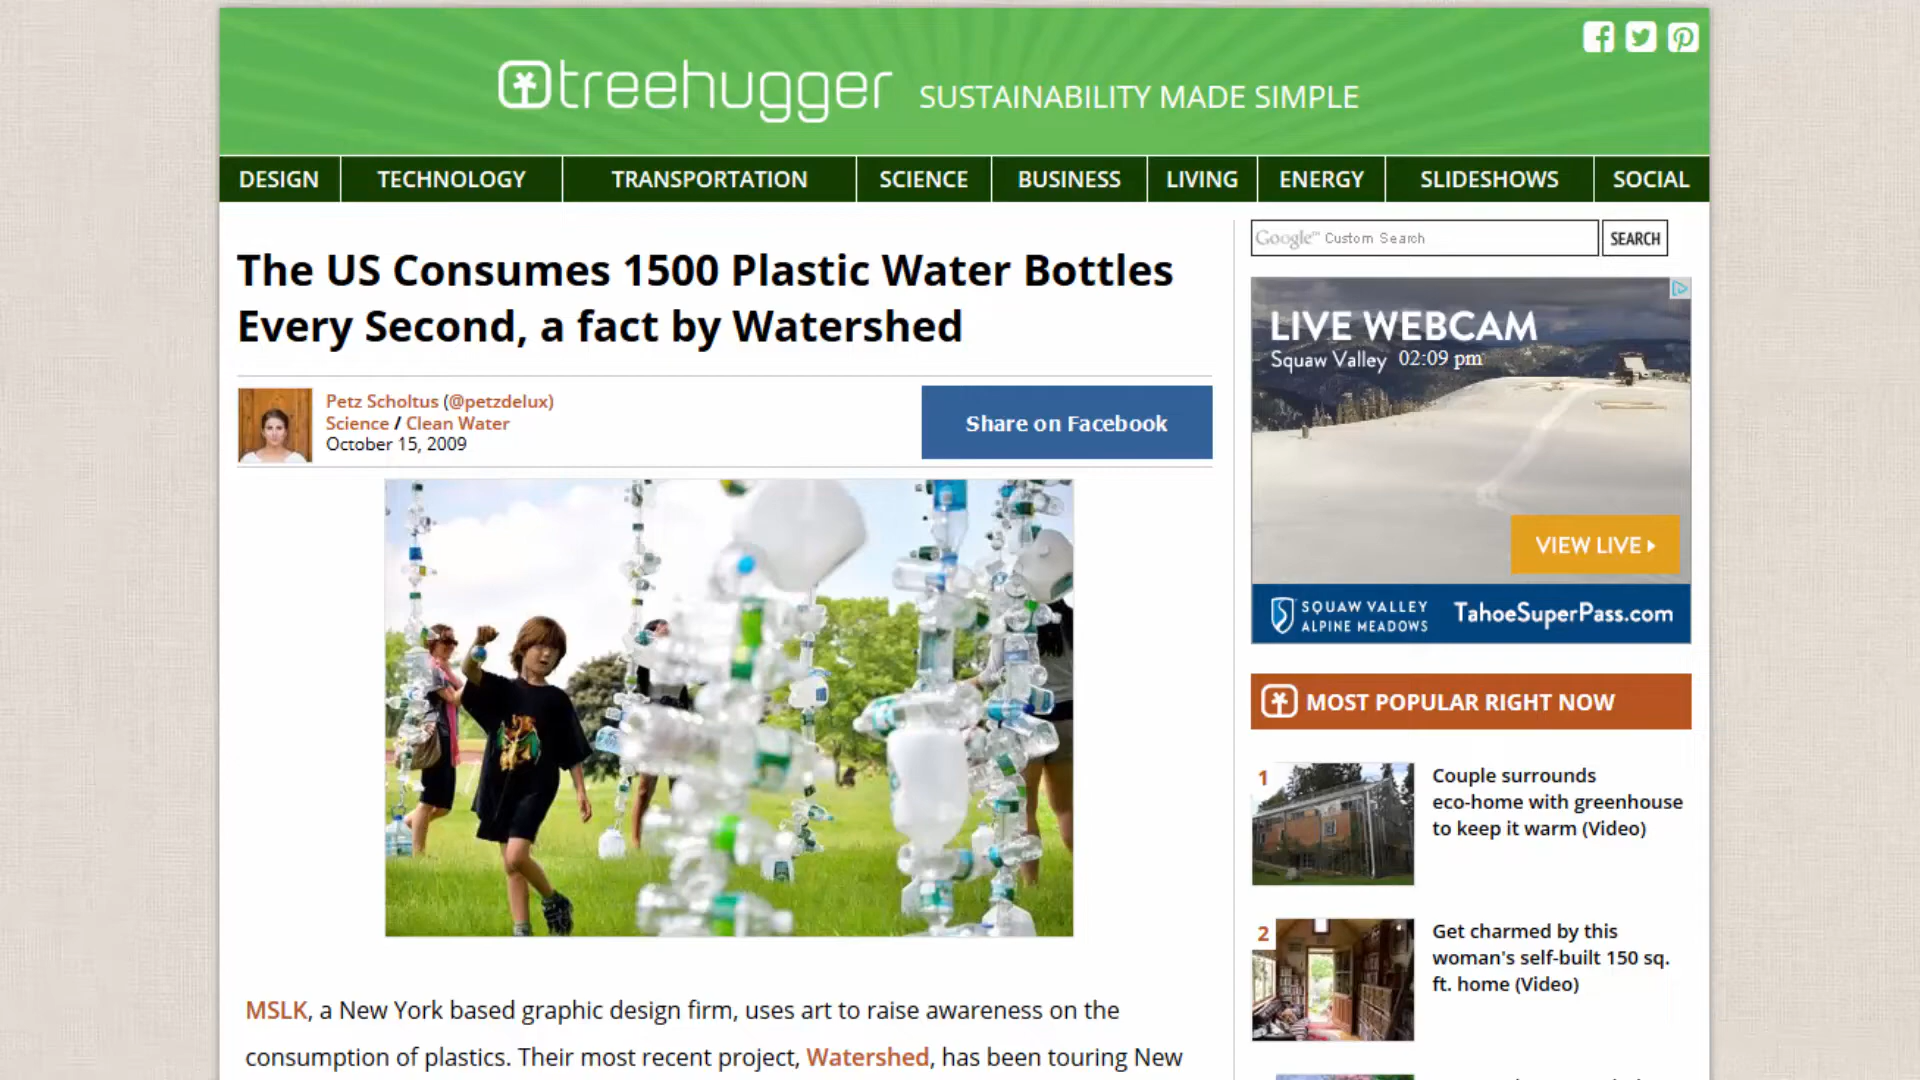 treehugger SUSTAINABILITY MADE SIMPLE
DESIGN TECHNOLOGY TRANSPORTATION SCIENCE BUSINESS LIVING ENERGY SLIDESHOWS SOCIAL
The US Consumes 1500 Plastic Water Bottles
Every Second, a fact by Watershed
Petz Scholtus (@petzdelux)
Science / Clean Water
October 15, 2009
Share on Facebook
MSLK, a New York based graphic design firm, uses art to raise awareness on the
consumption of plastics. Their most recent project, Watershed, has been touring New
Google™ Custom Search SEARCH
LIVE WEBCAM
Squaw Valley 02:09 pm
VIEW LIVE
SQUAW VALLEY
ALPINE MEADOWS
TahoeSuperPass.com
MOST POPULAR RIGHT NOW
1
Couple surrounds
eco-home with greenhouse
to keep it warm (Video)
2
Get charmed by this
woman's self-built 150 sq.
ft. home (Video)